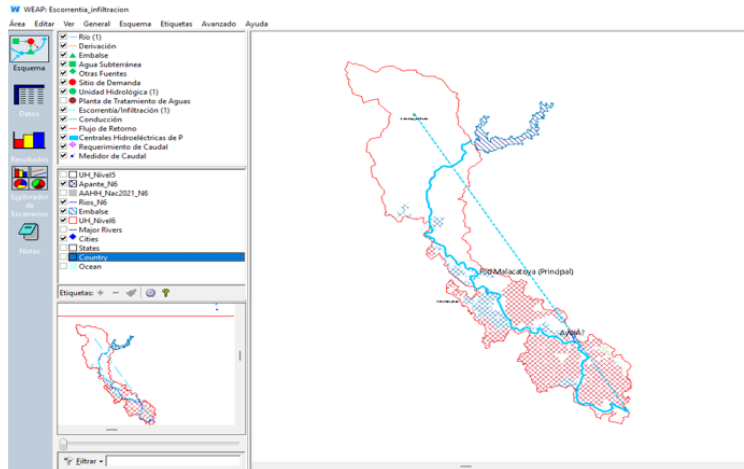 WEAP: Escorrentia_infiltracion
Área Editar Ver General Esquema Etiquetas Avanzado Ayuda
Esquema
Datos
Resultados
Explorador de Escenarios
Notas
Río (1)
Derivación
Embalse
Agua Subterránea
Otras Fuentes
Sitio de Demanda
Unidad Hidrológica (1)
Planta de Tratamiento de Aguas
Escorrentía/Infiltración (1)
Conducción
Flujo de Retorno
Centrales Hidroeléctricas de P
Requerimiento de Caudal
Medidor de Caudal
UH_Nivel5
Apante_N6
AAHH_Nac2021_N6
Rios_N6
Embalse
UH_Nivel6
Major Rivers
Cities
States
Country
Ocean
Etiquetas:
Filtrar
Río Malacatoya (Principal)